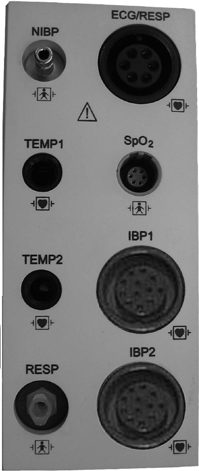 NIBP ECG/RESP
TEMP1 SpO₂
IBP1
TEMP2
IBP2
RESP